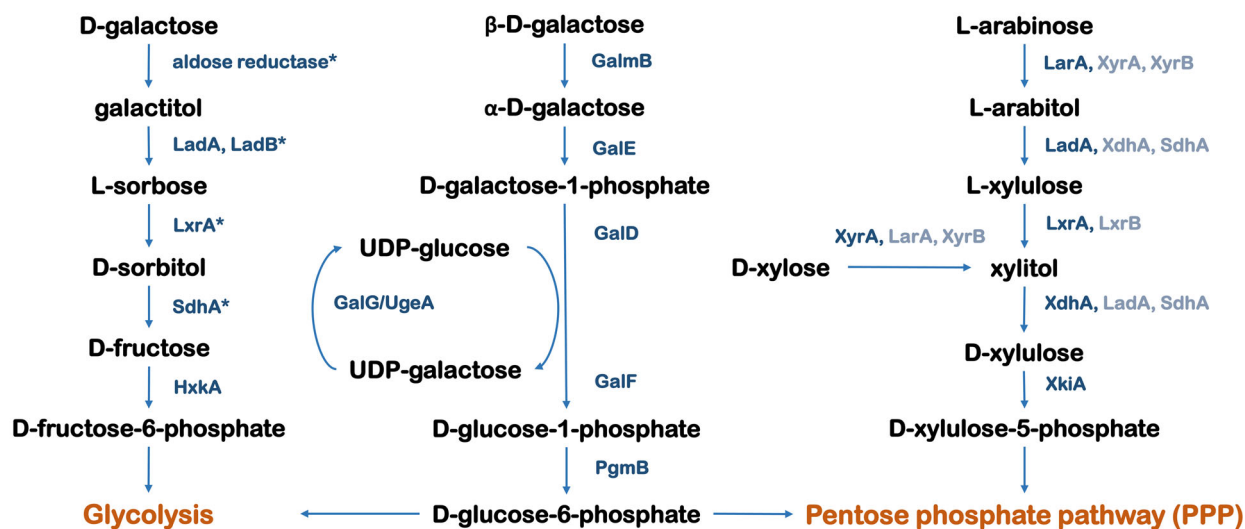 D-galactose
aldose reductase*
galactitol
LadA, LadB*
L-sorbose
LxrA*
D-sorbitol
SdhA*
D-fructose
HxkA
D-fructose-6-phosphate
Glycolysis
β-D-galactose
GalmB
α-D-galactose
GalE
D-galactose-1-phosphate
GalD
UDP-glucose
GalG/UgeA
UDP-galactose
GalF
D-glucose-1-phosphate
PgmB
D-glucose-6-phosphate
L-arabinose
LarA, XyrA, XyrB
L-arabitol
LadA, XdhA, SdhA
L-xylulose
LxrA, LxrB
XyrA, LarA, XyrB
D-xylose
xylitol
XdhA, LadA, SdhA
D-xylulose
XkiA
D-xylulose-5-phosphate
Pentose phosphate pathway (PPP)